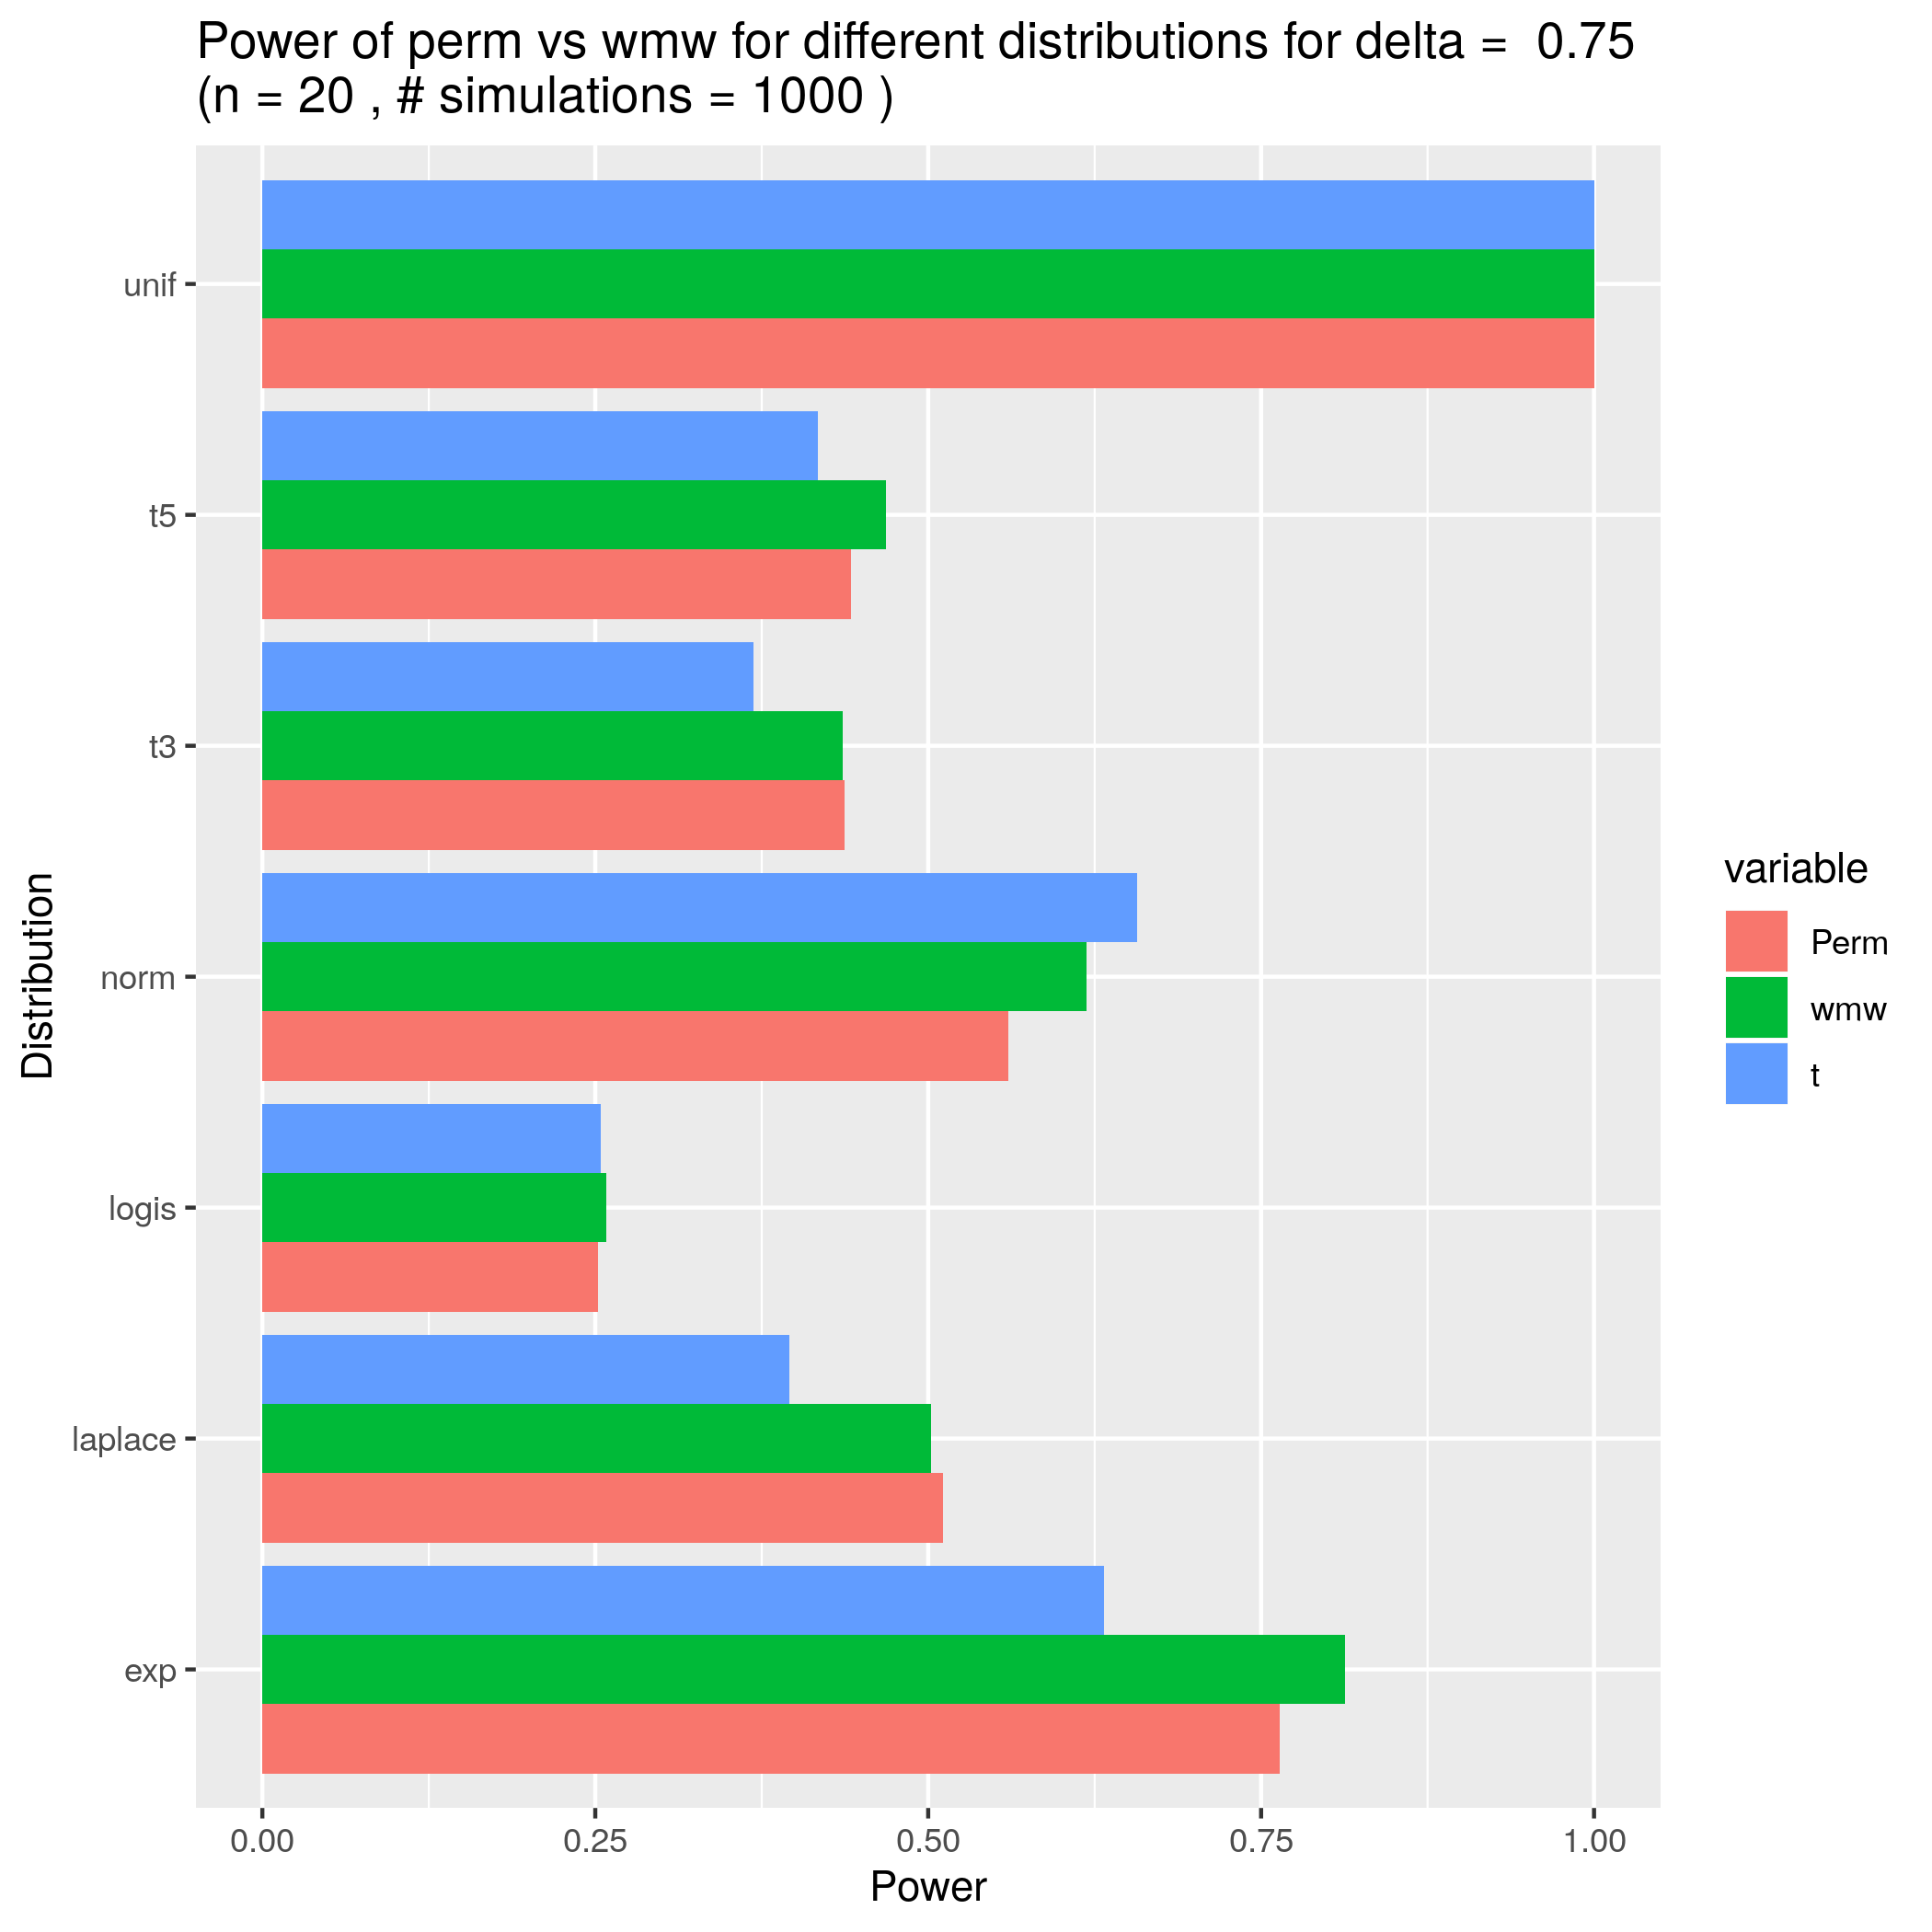 Power of perm vs wmw for different distributions for delta =  0.75
(n = 20 , # simulations = 1000 )
unif
t5
t3
norm
logis
laplace
exp
Distribution
0.00 0.25 0.50 0.75 1.00
Power
variable
Perm
wmw
t